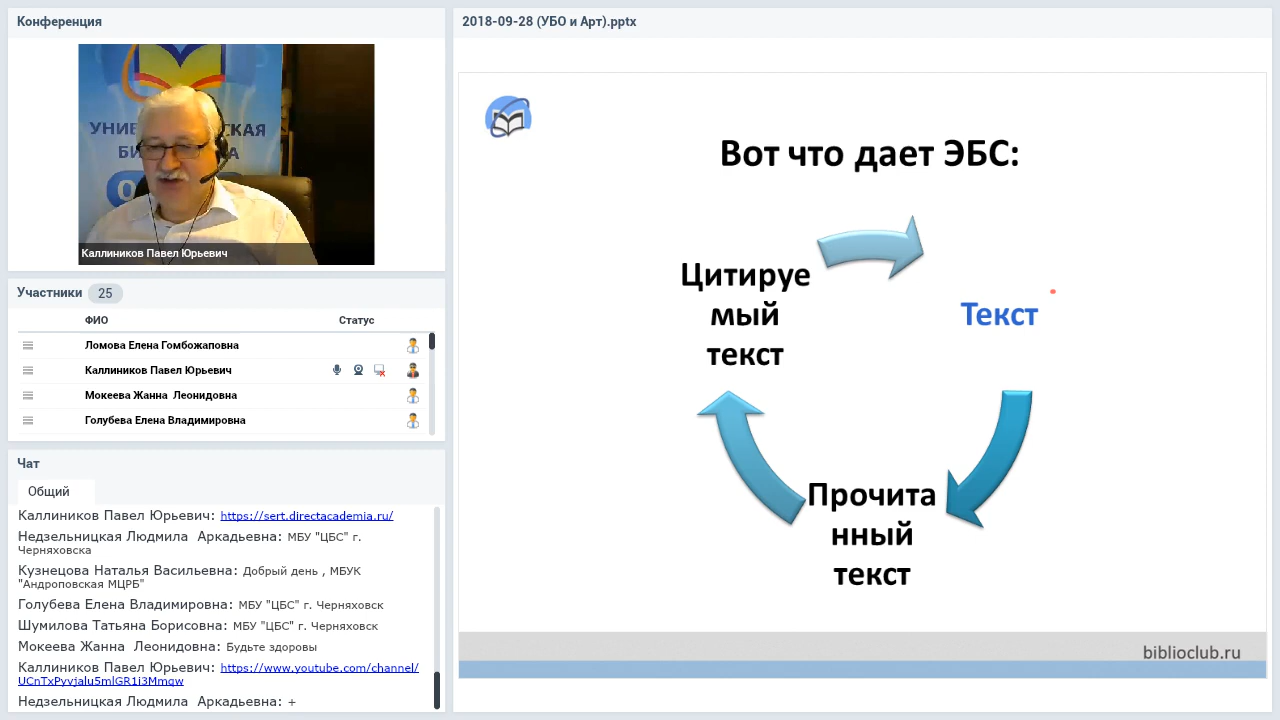 Конференция
УНИВ
СКАЯ
БИ
А
Каллиников Павел Юрьевич
Участники 25
ФИО Статус
Ломова Елена Гомбожаповна
Каллиников Павел Юрьевич
Мокеева Жанна Леонидовна
Голубева Елена Владимировна
Чат
Общий
Каллиников Павел Юрьевич: https://sert.directacademia.ru/
Недзельницкая Людмила Аркадьевна: МБУ "ЦБС" г.
Черняховска
Кузнецова Наталья Васильевна: Добрый день , МБУК
"Андроповская МЦРБ"
Голубева Елена Владимировна: МБУ "ЦБС" г. Черняховск
Шумилова Татьяна Борисовна: МБУ "ЦБС" г. Черняховск
Мокеева Жанна Леонидовна: Будьте здоровы
Каллиников Павел Юрьевич: https://www.youtube.com/channel/
Недзельницкая Людмила Аркадьевна: +
2018-09-28 (УБО и Арт).pptx
Вот что дает ЭБС:
Цитируе
мый
текст
Текст
Прочита
нный
текст
biblioclub.ru